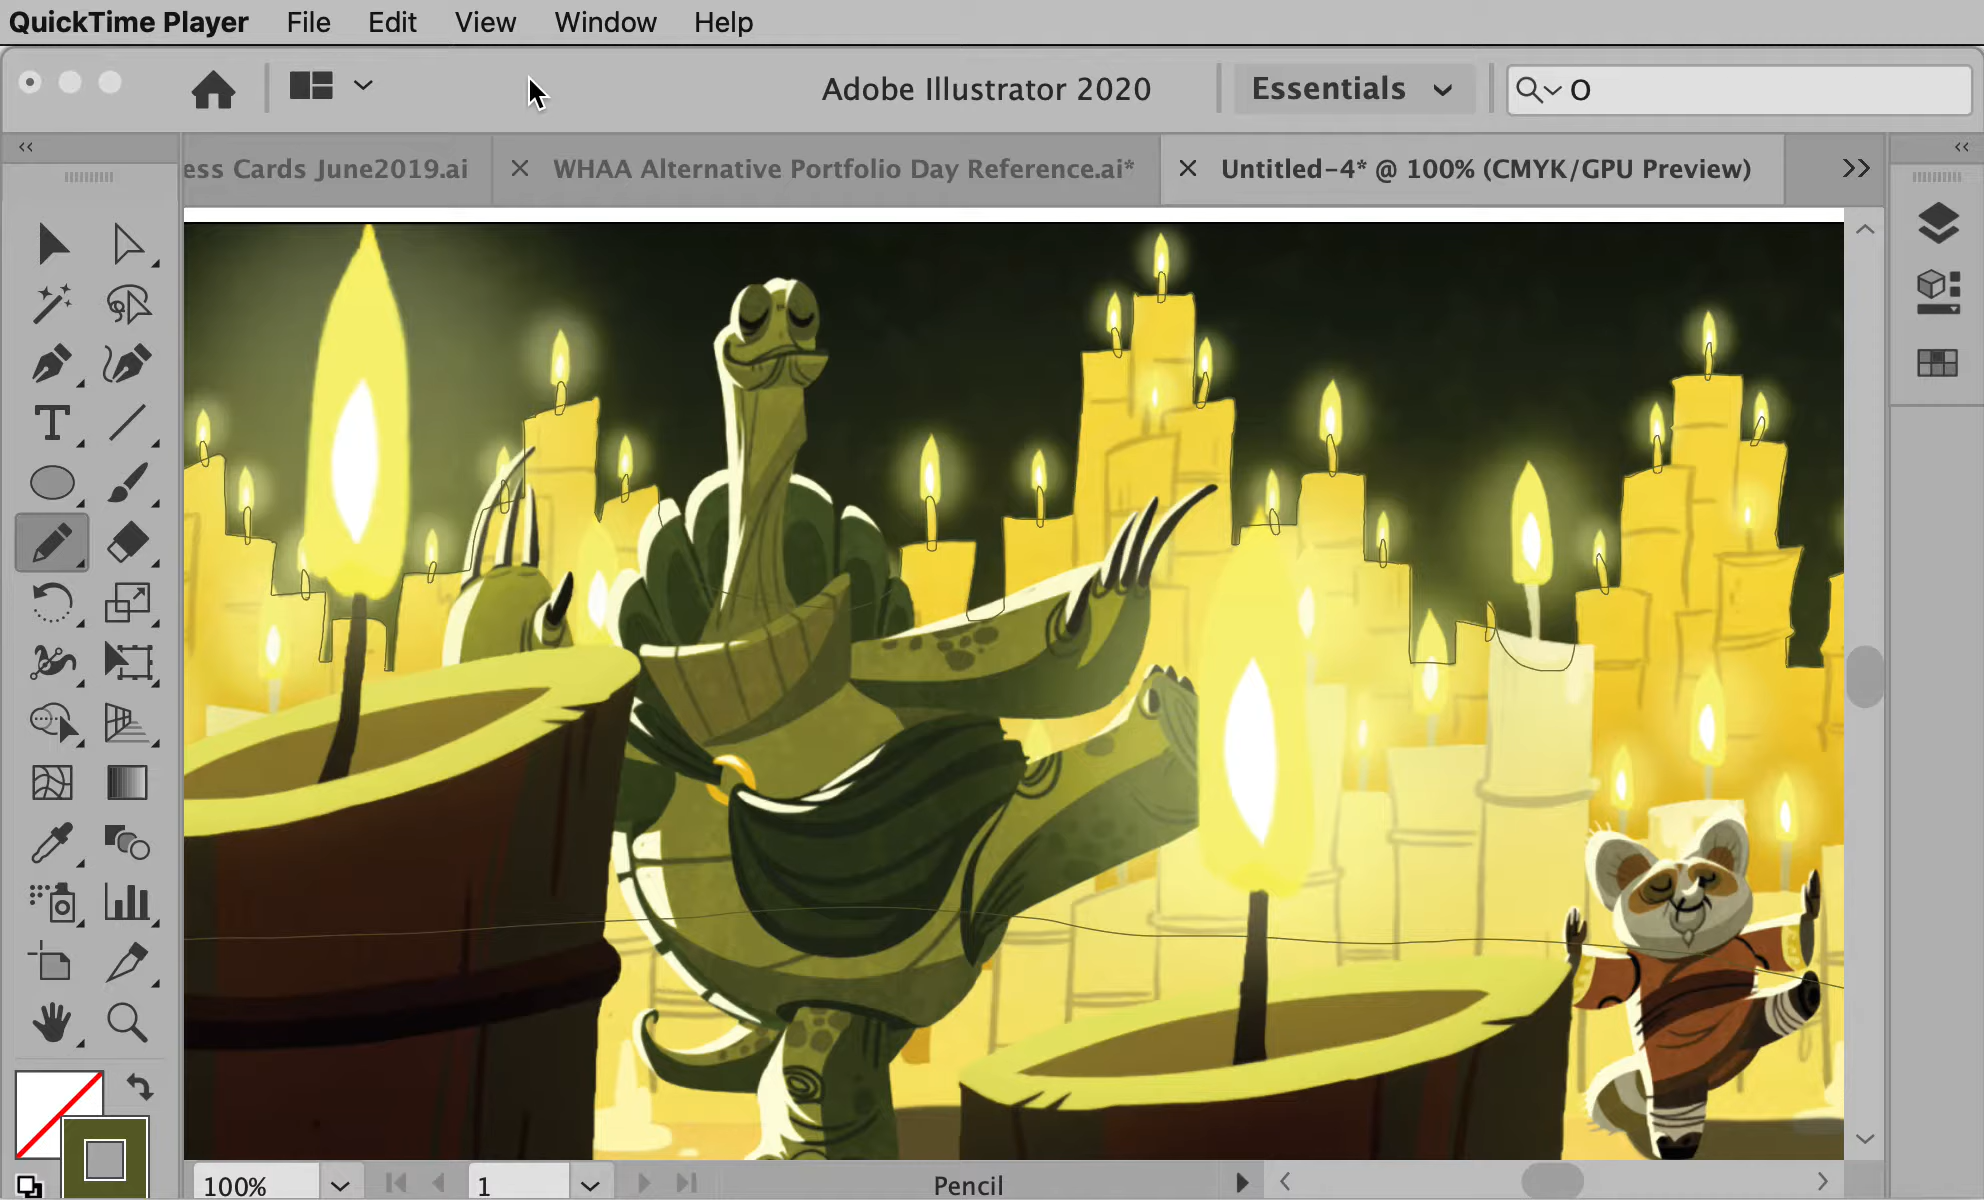 QuickTime Player File Edit View Window Help
Adobe Illustrator 2020 Essentials O
ess Cards June2019.ai WHAA Alternative Portfolio Day Reference.ai* Untitled-4* @ 100% (CMYK/GPU Preview)
100% 1 Pencil